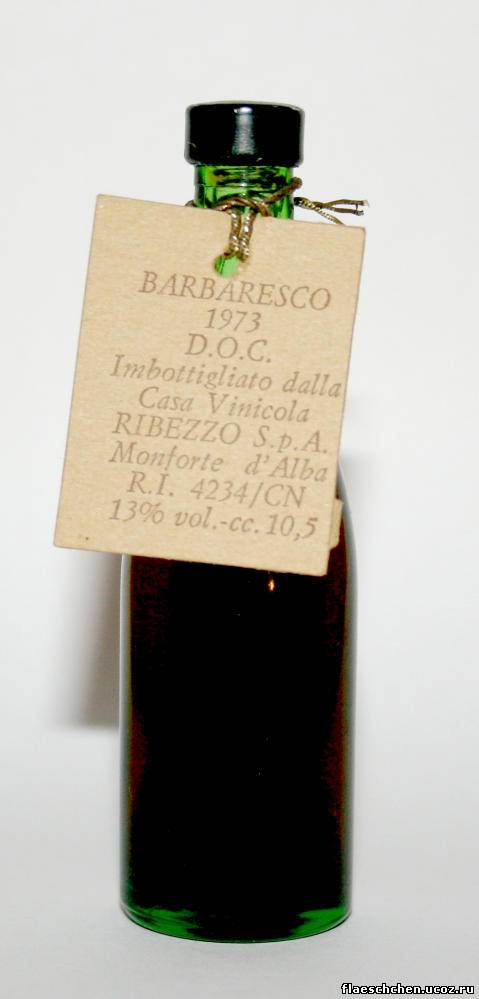 BARBARESCO
1973
D.O.C.
Imbottigliato dalla
Casa Vinicola
RIBEZZO S.p.A.
Monforte d'Alba
R.I. 4234/CN
13% vol.-cc. 10,5
flaeschchen.ucoz.ru